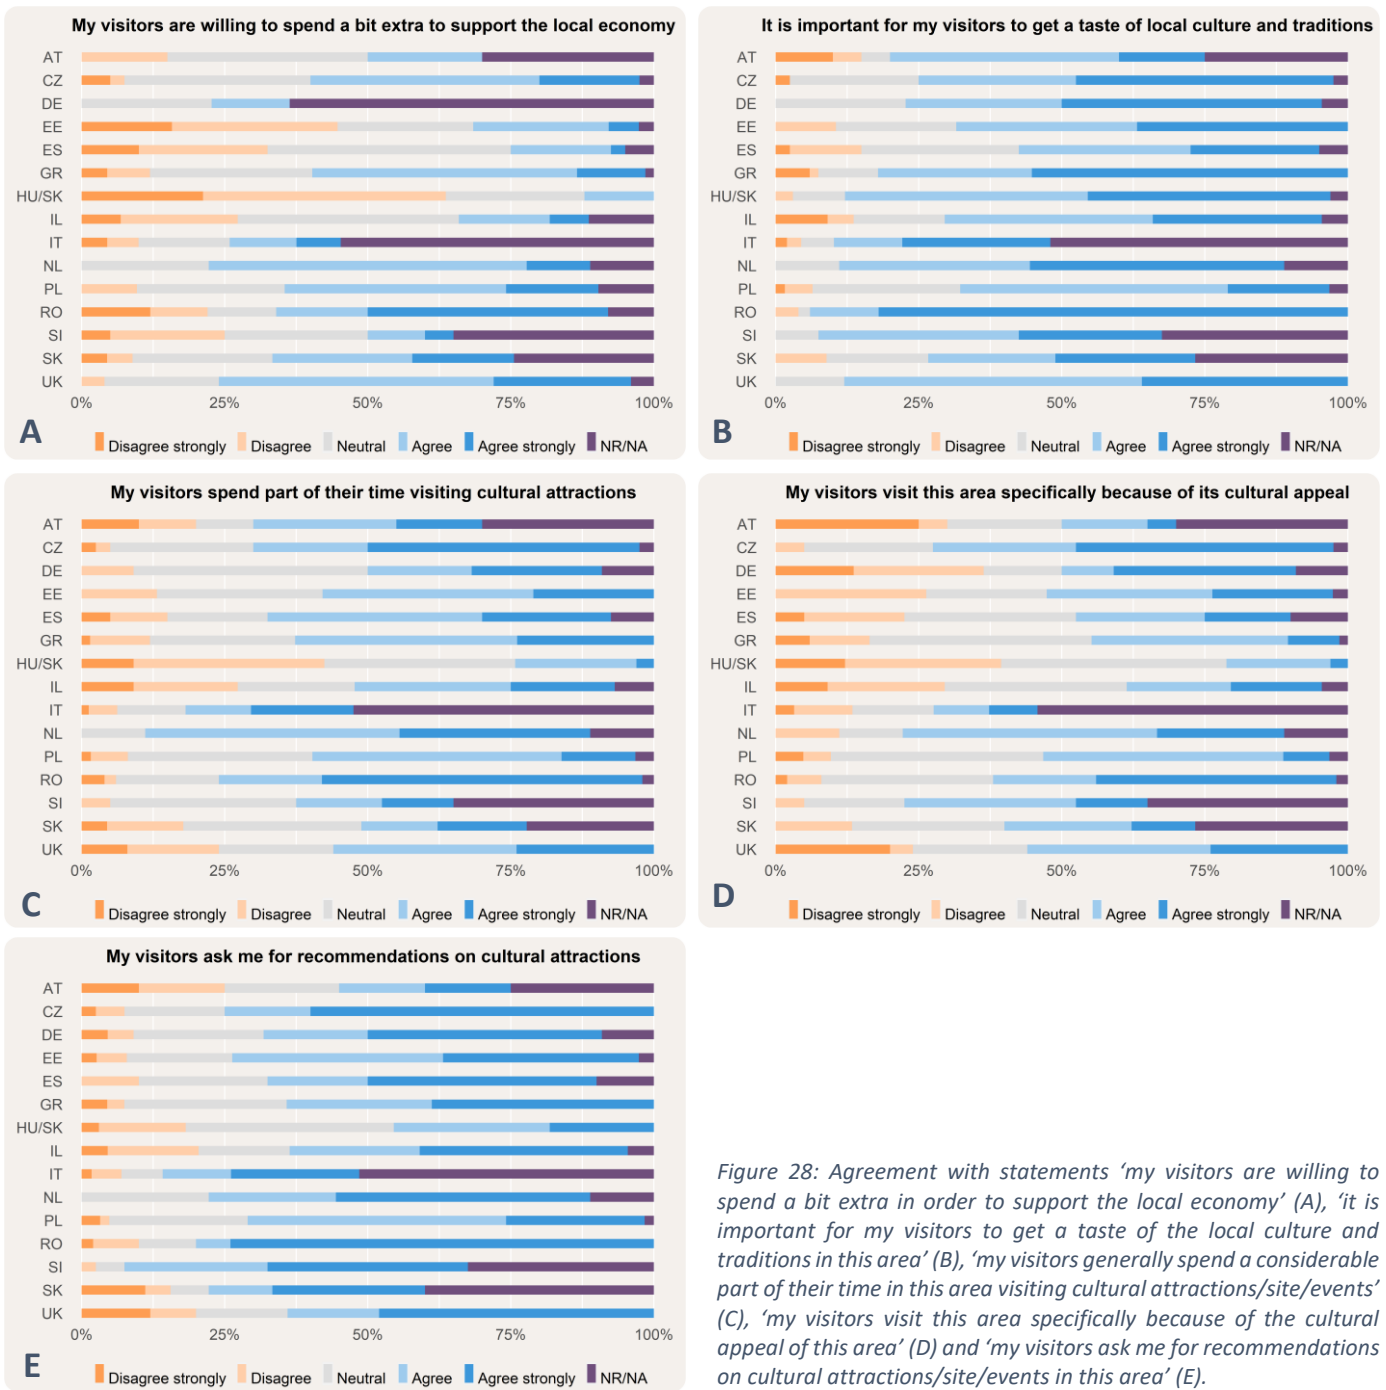 My visitors are willing to spend a bit extra to support the local economy
AT
CZ
DE
EE
ES
GR
HU/SK
IL
IT
NL
PL
RO
SI
SK
UK
0% 25% 50% 75% 100%
A
Disagree strongly Disagree Neutral Agree Agree strongly NR/NA
It is important for my visitors to get a taste of local culture and traditions
AT
CZ
DE
EE
ES
GR
HU/SK
IL
IT
NL
PL
RO
SI
SK
UK
0% 25% 50% 75% 100%
B
Disagree strongly Disagree Neutral Agree Agree strongly NR/NA
My visitors spend part of their time visiting cultural attractions
AT
CZ
DE
EE
ES
GR
HU/SK
IL
IT
NL
PL
RO
SI
SK
UK
0% 25% 50% 75% 100%
C
Disagree strongly Disagree Neutral Agree Agree strongly NR/NA
My visitors visit this area specifically because of its cultural appeal
AT
CZ
DE
EE
ES
GR
HU/SK
IL
IT
NL
PL
RO
SI
SK
UK
0% 25% 50% 75% 100%
D
Disagree strongly Disagree Neutral Agree Agree strongly NR/NA
My visitors ask me for recommendations on cultural attractions
AT
CZ
DE
EE
ES
GR
HU/SK
IL
IT
NL
PL
RO
SI
SK
UK
0% 25% 50% 75% 100%
E
Disagree strongly Disagree Neutral Agree Agree strongly NR/NA
Figure 28: Agreement with statements ‘my visitors are willing to
spend a bit extra in order to support the local economy’ (A), ‘it is
important for my visitors to get a taste of the local culture and
traditions in this area’ (B), ‘my visitors generally spend a considerable
part of their time in this area visiting cultural attractions/site/events’
(C), ‘my visitors visit this area specifically because of the cultural
appeal of this area’ (D) and ‘my visitors ask me for recommendations
on cultural attractions/site/events in this area’ (E).